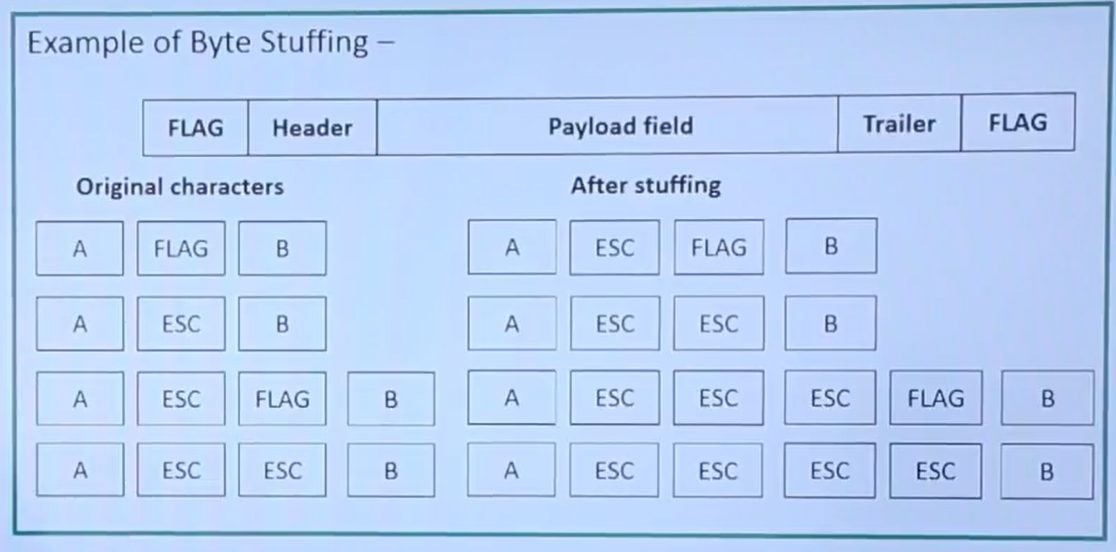 Example of Byte Stuffing –
FLAG Header Payload field Trailer FLAG
Original characters After stuffing
A FLAG B A ESC FLAG B
A ESC B A ESC ESC B
A ESC FLAG B A ESC ESC ESC FLAG B
A ESC ESC B A ESC ESC ESC ESC B